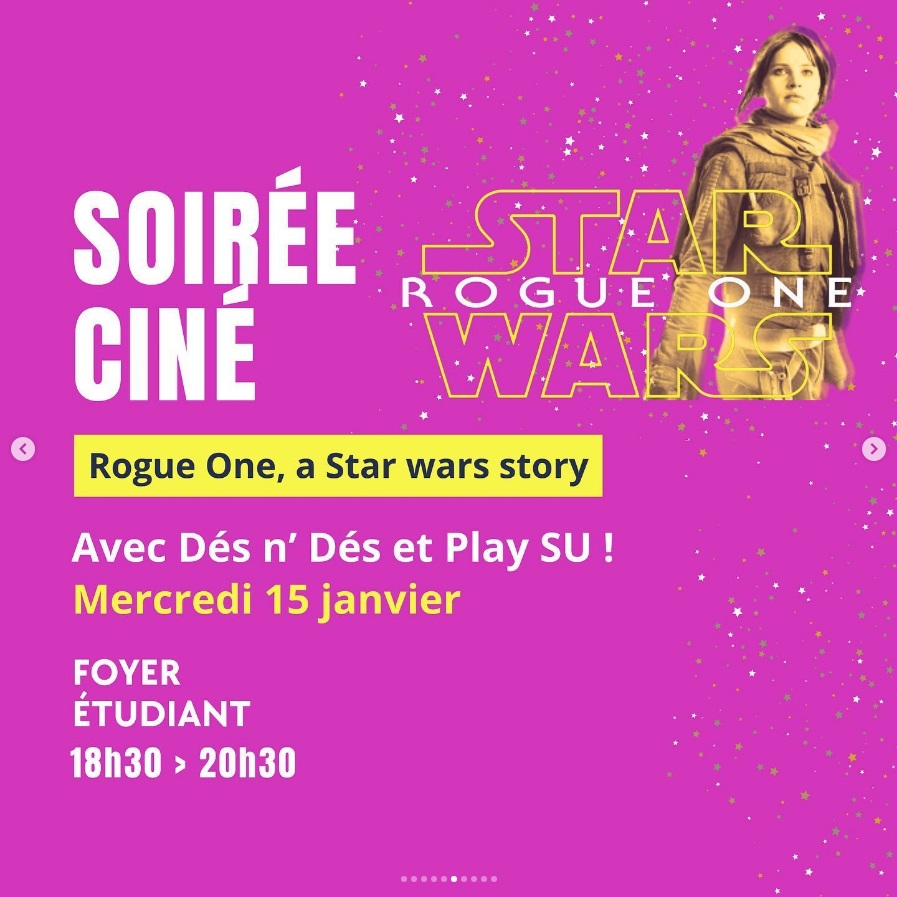 SOIRÉE
CINÉ
STAR
ROGUE ONE
WARS
Rogue One, a Star wars story
Avec Dés n’ Dés et Play SU !
Mercredi 15 janvier
FOYER
ÉTUDIANT
18h30 > 20h30